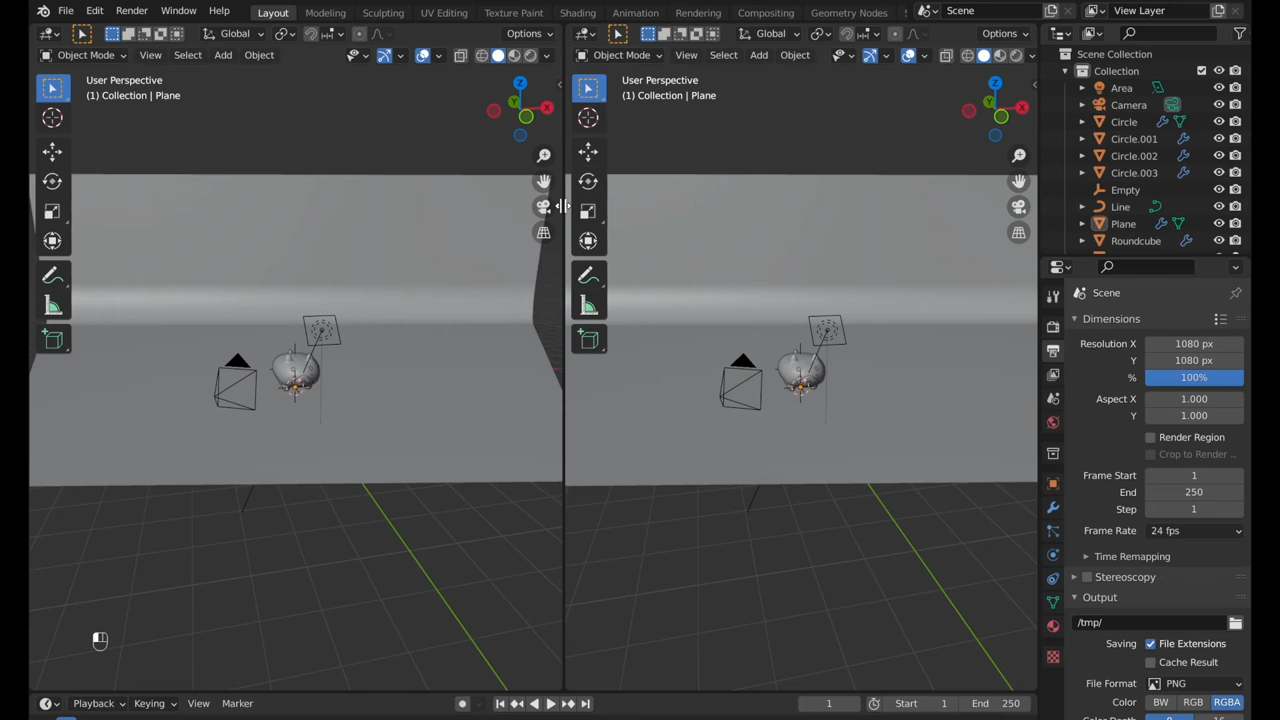 File Edit Render Window Help Layout Modeling Sculpting UV Editing Texture Paint Shading Animation Rendering Compositing Geometry Nodes Scene View Layer
Global Options Global Options
Object Mode View Select Add Object Object Mode View Select Add Object
Scene Collection
Collection
Area
Camera
Circle
Circle.001
Circle.002
Circle.003
Empty
Line
Plane
Roundcube
User Perspective
(1) Collection | Plane
Z
X
Y
User Perspective
(1) Collection | Plane
Z
X
Y
Scene
Dimensions
Resolution X 1080 px
Y 1080 px
% 100%
Aspect X 1.000
Y 1.000
Render Region
Crop to Render ...
Frame Start 1
End 250
Step 1
Frame Rate 24 fps
Time Remapping
Stereoscopy
Output
/tmp/
Saving File Extensions
Cache Result
File Format PNG
Color BW RGB RGBA
Playback Keying View Marker 1 Start 1 End 250